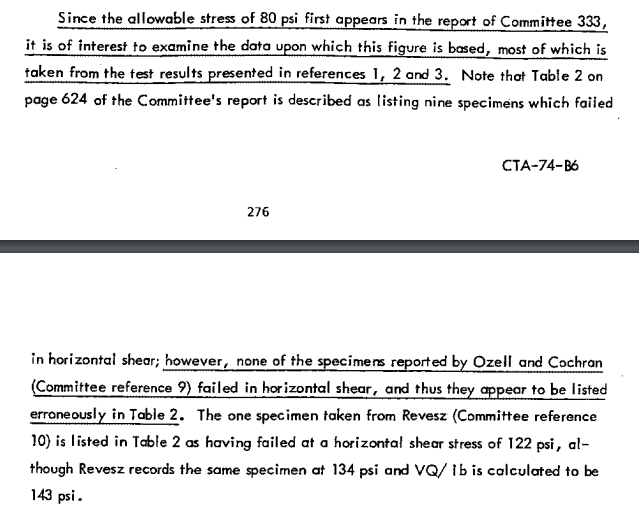 Since the allowable stress of 80 psi first appears in the report of Committee 333,
it is of interest to examine the data upon which this figure is based, most of which is
taken from the test results presented in references 1, 2 and 3. Note that Table 2 on
page 624 of the Committee's report is described as listing nine specimens which failed
CTA-74-B6
276
in horizontal shear; however, none of the specimens reported by Ozell and Cochran
(Committee reference 9) failed in horizontal shear, and thus they appear to be listed
erroneously in Table 2. The one specimen taken from Revesz (Committee reference
10) is listed in Table 2 as having failed at a horizontal shear stress of 122 psi, al-
though Revesz records the same specimen at 134 psi and VQ/ Ib is calculated to be
143 psi.